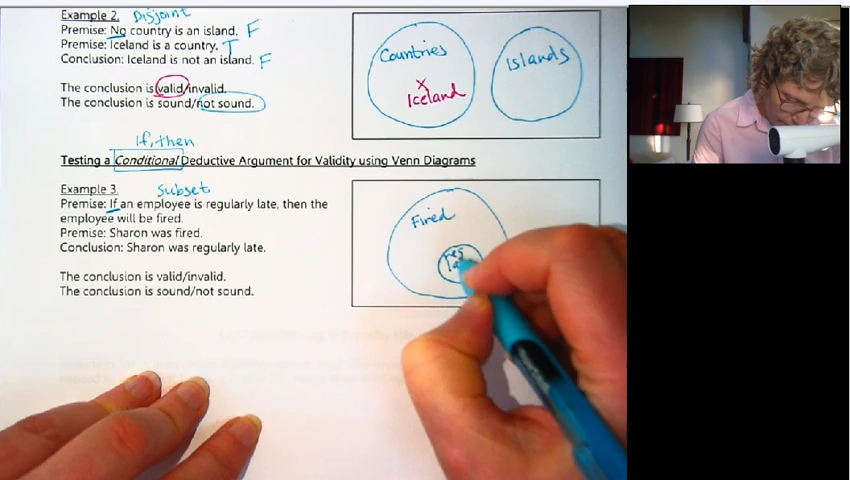 Example 2. Disjoint
Premise: No country is an island. F
Premise: Iceland is a country. T
Conclusion: Iceland is not an island. F
The conclusion is valid/invalid.
The conclusion is sound/not sound.
Countries
x
Iceland
Islands
If, then
Testing a Conditional Deductive Argument for Validity using Venn Diagrams
Example 3. Subset
Premise: If an employee is regularly late, then the
employee will be fired.
Premise: Sharon was fired.
Conclusion: Sharon was regularly late.
The conclusion is valid/invalid.
The conclusion is sound/not sound.
Fired
reg